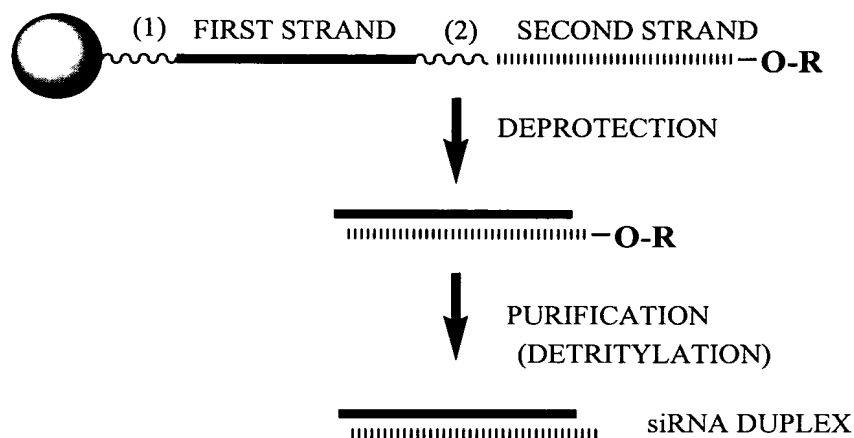 (1) FIRST STRAND (2) SECOND STRAND
O-R
DEPROTECTION
O-R
PURIFICATION
(DETRITYLATION)
siRNA DUPLEX